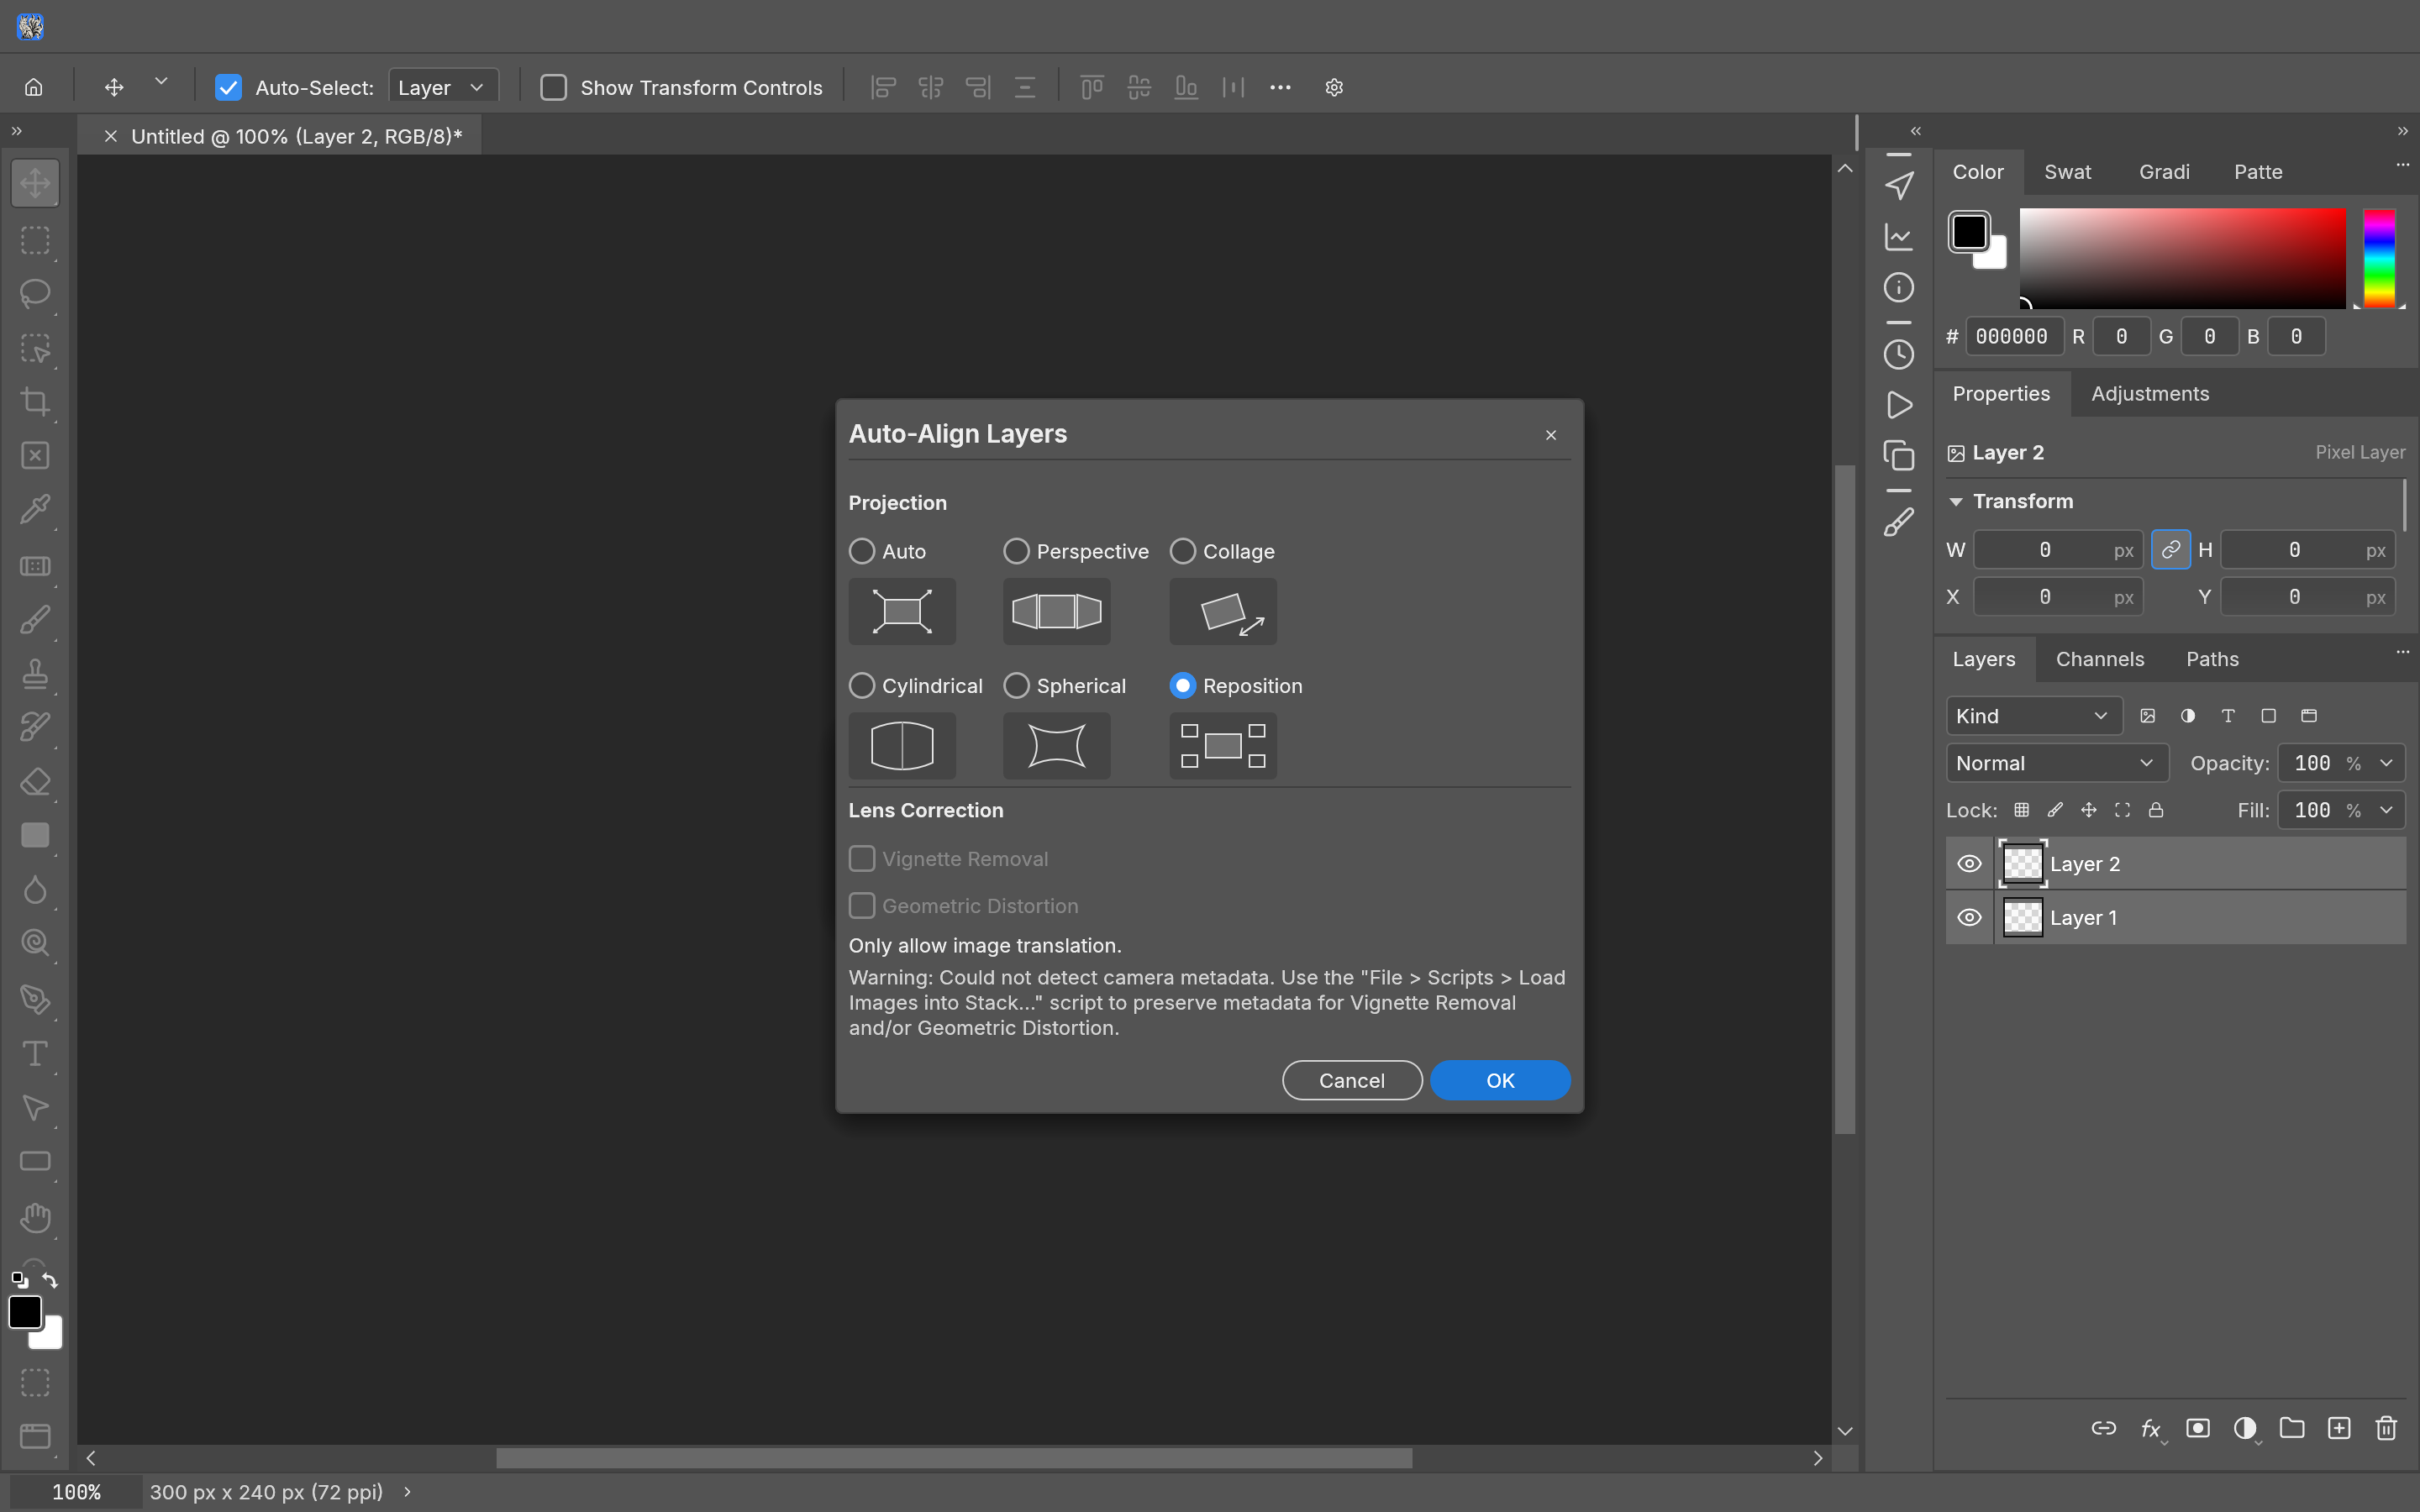 Auto-Select: Layer Show Transform Controls
Untitled @ 100% (Layer 2, RGB/8)*
Color Swat Gradi Patte
# 000000 R 0 G 0 B 0
Properties Adjustments
Layer 2 Pixel Layer
Transform
W 0 px H 0 px
X 0 px Y 0 px
Layers Channels Paths
Kind
Normal Opacity: 100 %
Lock: Fill: 100 %
Layer 2
Layer 1
fx
Auto-Align Layers
Projection
Auto Perspective Collage
Cylindrical Spherical Reposition
Lens Correction
Vignette Removal
Geometric Distortion
Only allow image translation.
Warning: Could not detect camera metadata. Use the "File > Scripts > Load
Images into Stack..." script to preserve metadata for Vignette Removal
and/or Geometric Distortion.
Cancel OK
100% 300 px x 240 px (72 ppi)